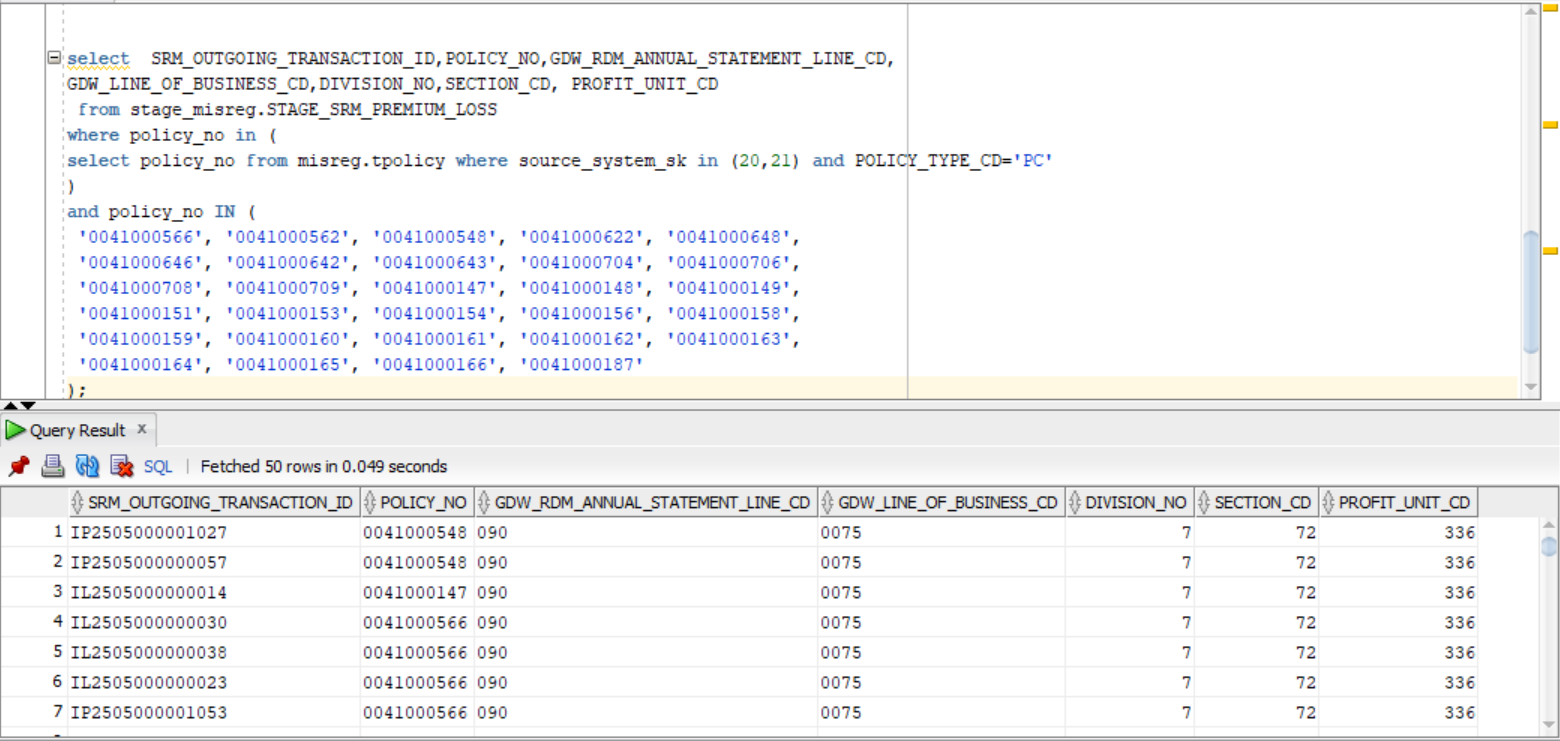 select  SRM_OUTGOING_TRANSACTION_ID,POLICY_NO,GDW_RDM_ANNUAL_STATEMENT_LINE_CD,
GDW_LINE_OF_BUSINESS_CD,DIVISION_NO,SECTION_CD, PROFIT_UNIT_CD
from stage_misreg.STAGE_SRM_PREMIUM_LOSS
where policy_no in (
select policy_no from misreg.tpolicy where source_system_sk in (20,21) and POLICY_TYPE_CD='PC'
)
and policy_no IN (
'0041000566', '0041000562', '0041000548', '0041000622', '0041000648',
'0041000646', '0041000642', '0041000643', '0041000704', '0041000706',
'0041000708', '0041000709', '0041000147', '0041000148', '0041000149',
'0041000151', '0041000153', '0041000154', '0041000156', '0041000158',
'0041000159', '0041000160', '0041000161', '0041000162', '0041000163',
'0041000164', '0041000165', '0041000166', '0041000187'
);
Query Result x
SQL | Fetched 50 rows in 0.049 seconds
SRM_OUTGOING_TRANSACTION_ID POLICY_NO GDW_RDM_ANNUAL_STATEMENT_LINE_CD GDW_LINE_OF_BUSINESS_CD DIVISION_NO SECTION_CD PROFIT_UNIT_CD
1 IP2505000001027 0041000548 090 0075 7 72 336
2 IP2505000000057 0041000548 090 0075 7 72 336
3 IL2505000000014 0041000147 090 0075 7 72 336
4 IL2505000000030 0041000566 090 0075 7 72 336
5 IL2505000000038 0041000566 090 0075 7 72 336
6 IL2505000000023 0041000566 090 0075 7 72 336
7 IP2505000001053 0041000566 090 0075 7 72 336